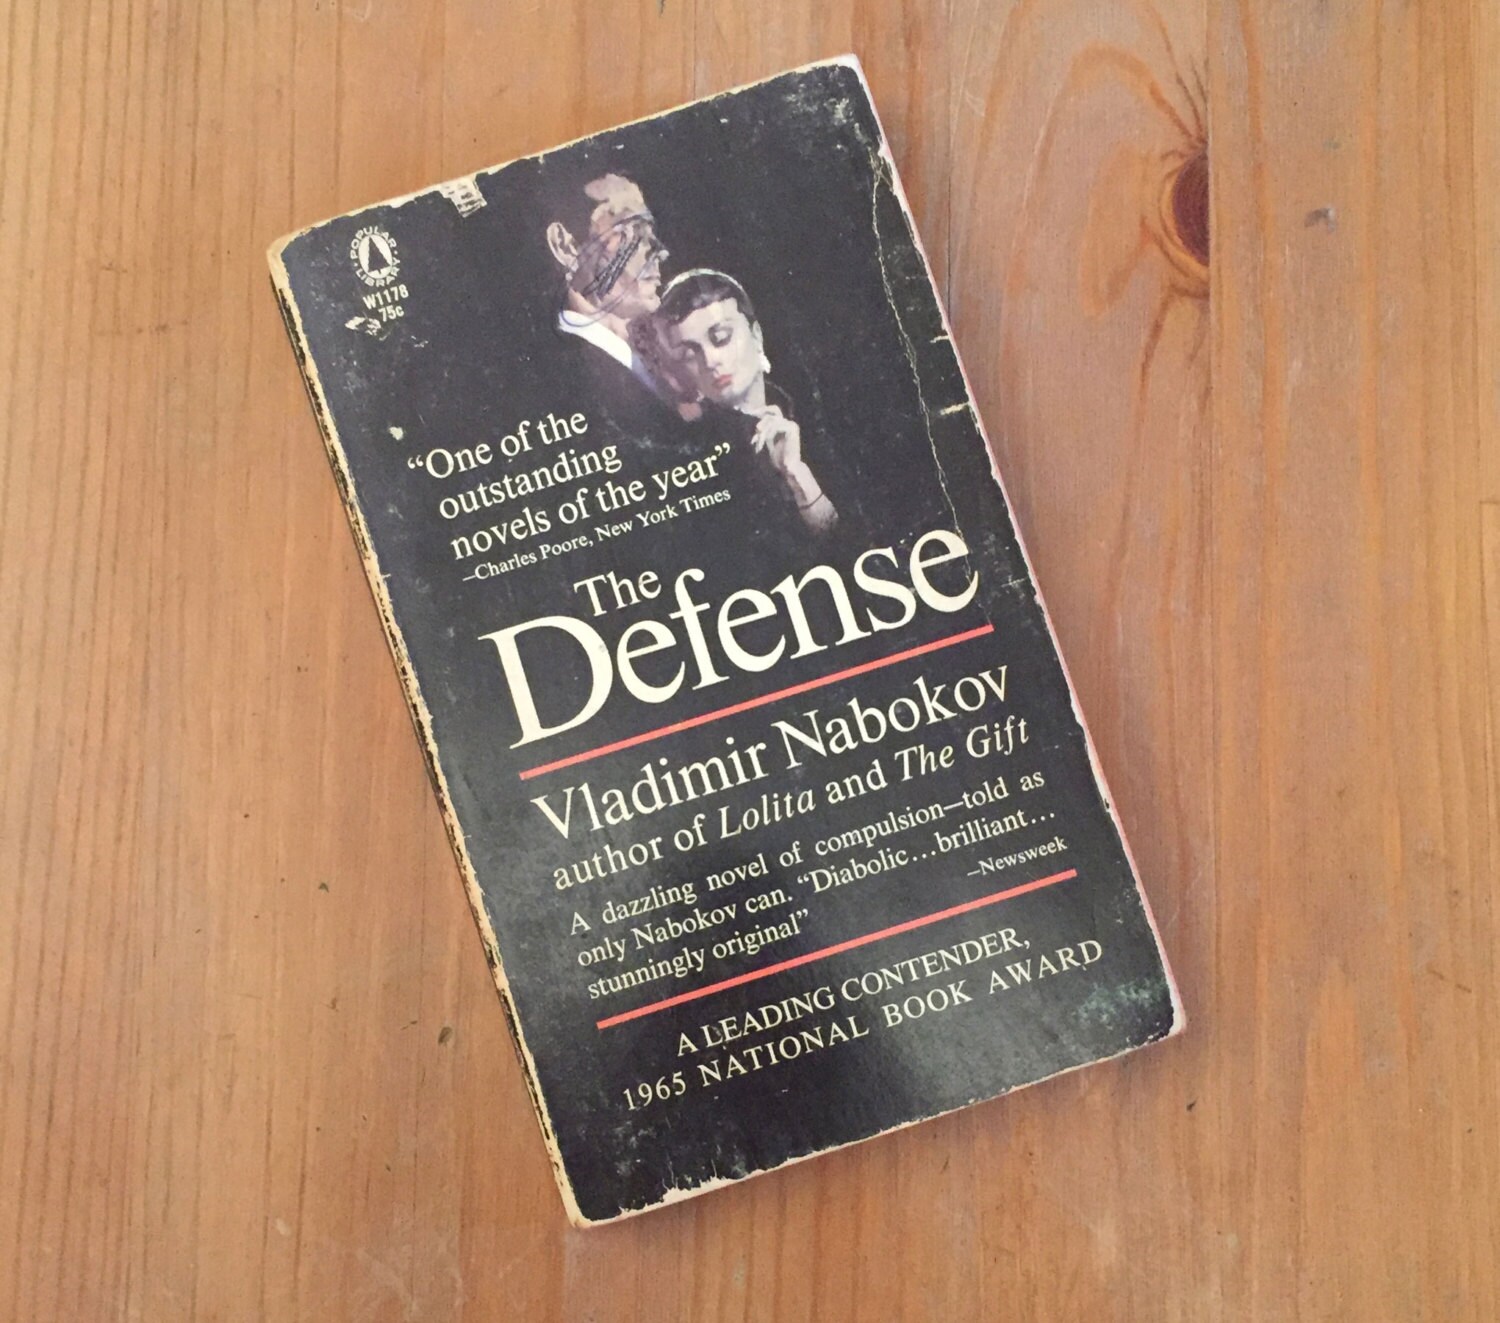 POPULAR LIBRARY
W1178
75c
“One of the
outstanding
novels of the year”
—Charles Poore, New York Times
The
Defense
Vladimir Nabokov
author of Lolita and The Gift
A dazzling novel of compulsion—told as
only Nabokov can. “Diabolic...brilliant...
stunningly original”
—Newsweek
A LEADING CONTENDER,
1965 NATIONAL BOOK AWARD